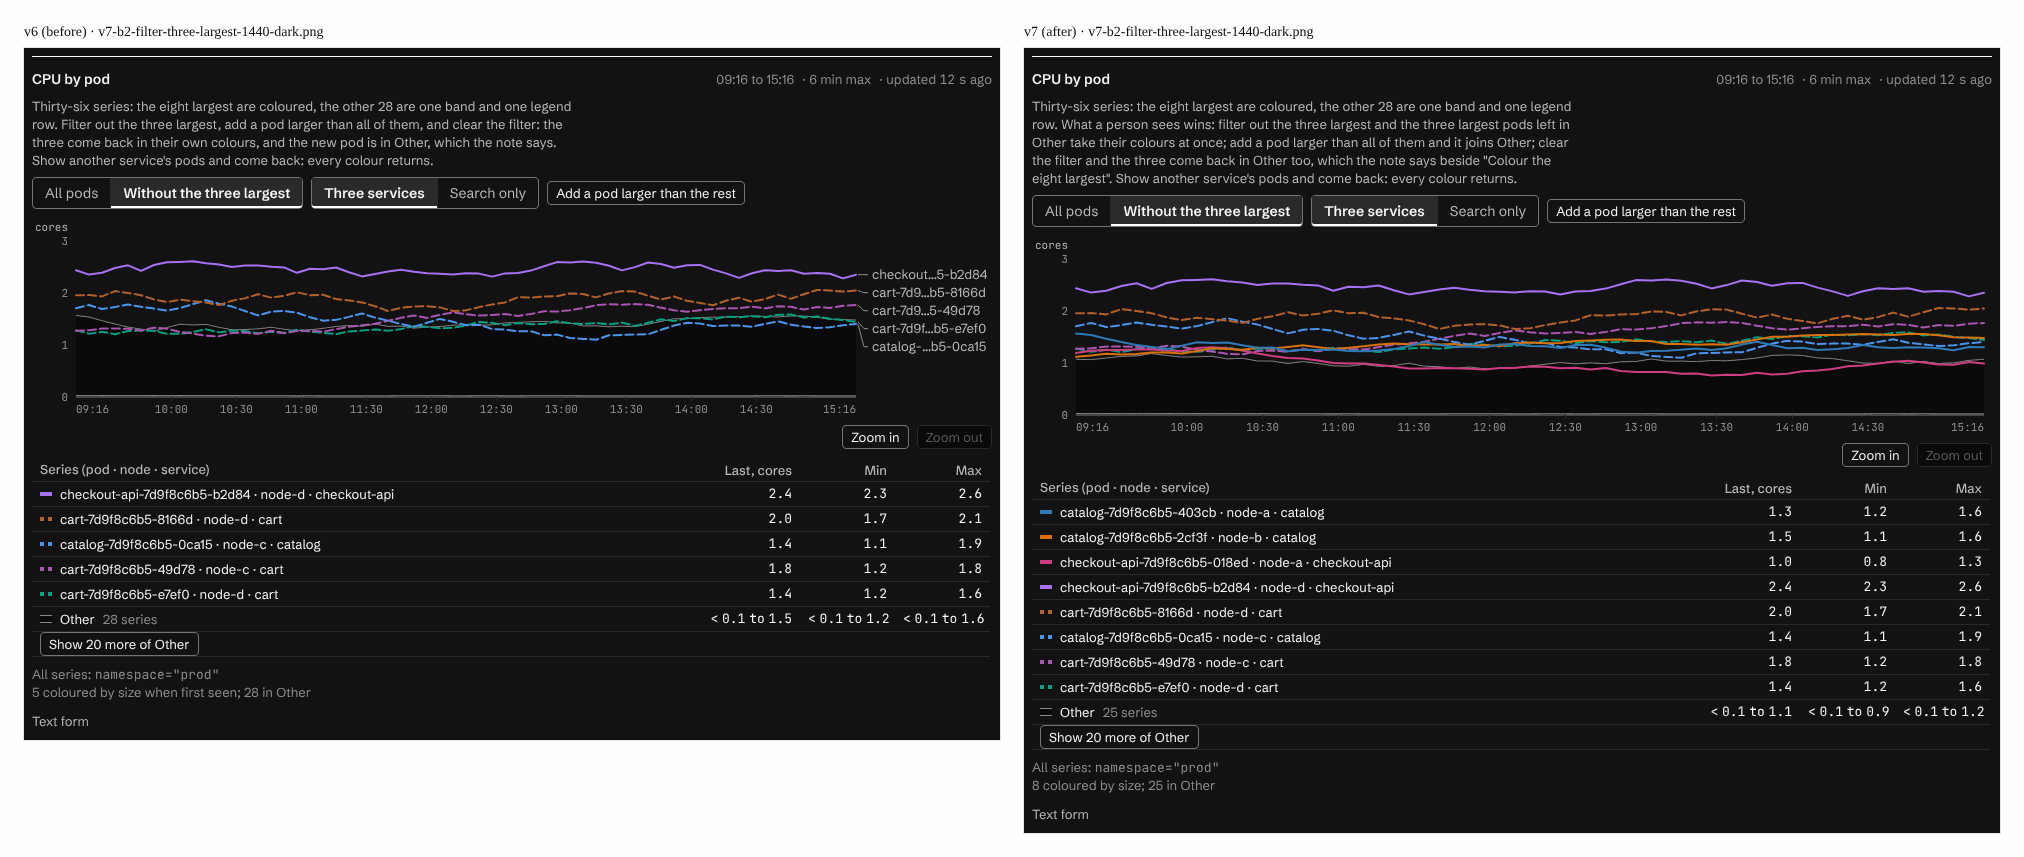 v6 (before) · v7-b2-filter-three-largest-1440-dark.png
CPU by pod
09:16 to 15:16 · 6 min max · updated 12 s ago
Thirty-six series: the eight largest are coloured, the other 28 are one band and one legend
row. Filter out the three largest, add a pod larger than all of them, and clear the filter: the
three come back in their own colours, and the new pod is in Other, which the note says.
Show another service's pods and come back: every colour returns.
All pods Without the three largest Three services Search only Add a pod larger than the rest
cores
3
2
1
0
checkout...5-b2d84
cart-7d9...b5-8166d
cart-7d9...5-49d78
cart-7d9f...b5-e7ef0
catalog-...b5-0ca15
09:16 10:00 10:30 11:00 11:30 12:00 12:30 13:00 13:30 14:00 14:30 15:16
Zoom in Zoom out
Series (pod · node · service) Last, cores Min Max
checkout-api-7d9f8c6b5-b2d84 · node-d · checkout-api 2.4 2.3 2.6
cart-7d9f8c6b5-8166d · node-d · cart 2.0 1.7 2.1
catalog-7d9f8c6b5-0ca15 · node-c · catalog 1.4 1.1 1.9
cart-7d9f8c6b5-49d78 · node-c · cart 1.8 1.2 1.8
cart-7d9f8c6b5-e7ef0 · node-d · cart 1.4 1.2 1.6
Other 28 series < 0.1 to 1.5 < 0.1 to 1.2 < 0.1 to 1.6
Show 20 more of Other
All series: namespace="prod"
5 coloured by size when first seen; 28 in Other
Text form
v7 (after) · v7-b2-filter-three-largest-1440-dark.png
CPU by pod
09:16 to 15:16 · 6 min max · updated 12 s ago
Thirty-six series: the eight largest are coloured, the other 28 are one band and one legend
row. What a person sees wins: filter out the three largest and the three largest pods left in
Other take their colours at once; add a pod larger than all of them and it joins Other; clear
the filter and the three come back in Other too, which the note says beside "Colour the
eight largest". Show another service's pods and come back: every colour returns.
All pods Without the three largest Three services Search only Add a pod larger than the rest
cores
3
2
1
0
09:16 10:00 10:30 11:00 11:30 12:00 12:30 13:00 13:30 14:00 14:30 15:16
Zoom in Zoom out
Series (pod · node · service) Last, cores Min Max
catalog-7d9f8c6b5-403cb · node-a · catalog 1.3 1.2 1.6
catalog-7d9f8c6b5-2cf3f · node-b · catalog 1.5 1.1 1.6
checkout-api-7d9f8c6b5-018ed · node-a · checkout-api 1.0 0.8 1.3
checkout-api-7d9f8c6b5-b2d84 · node-d · checkout-api 2.4 2.3 2.6
cart-7d9f8c6b5-8166d · node-d · cart 2.0 1.7 2.1
catalog-7d9f8c6b5-0ca15 · node-c · catalog 1.4 1.1 1.9
cart-7d9f8c6b5-49d78 · node-c · cart 1.8 1.2 1.8
cart-7d9f8c6b5-e7ef0 · node-d · cart 1.4 1.2 1.6
Other 25 series < 0.1 to 1.1 < 0.1 to 0.9 < 0.1 to 1.2
Show 20 more of Other
All series: namespace="prod"
8 coloured by size; 25 in Other
Text form